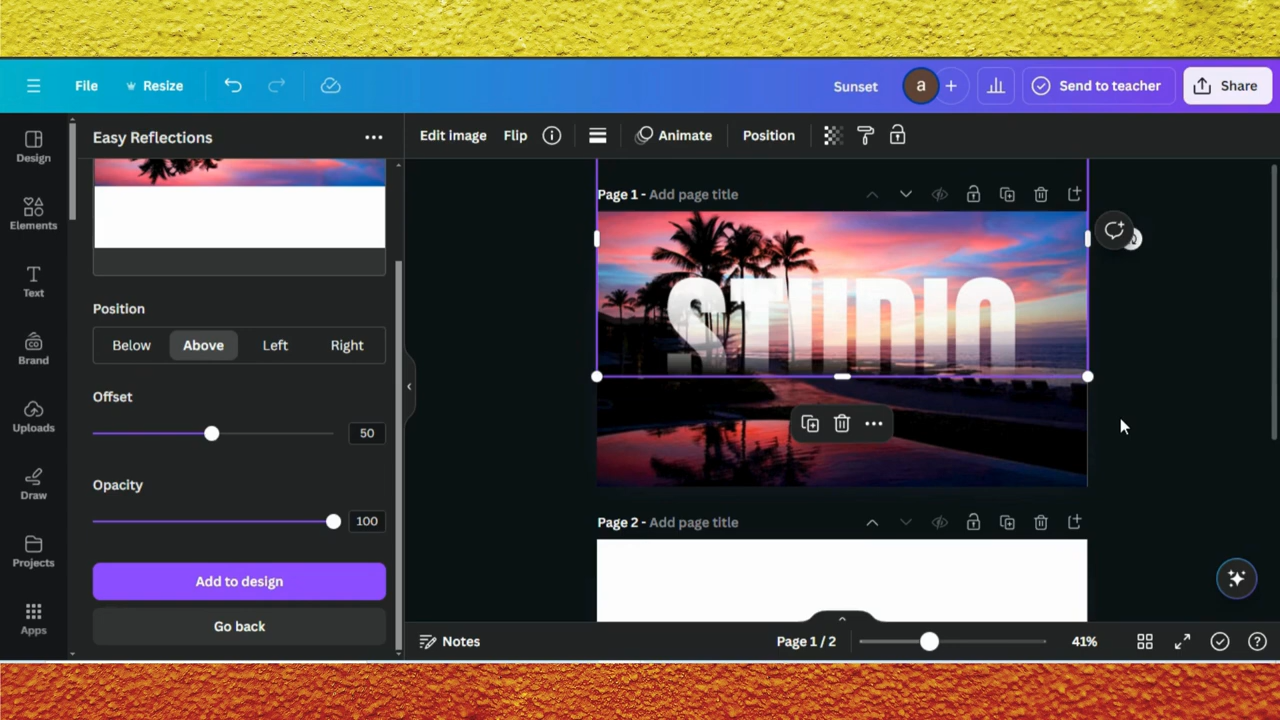 File
Resize
Sunset
a
Send to teacher
Share
Design
Elements
Text
Brand
CO
Uploads
Draw
Projects
Apps
Easy Reflections
Position
Below
Above
Left
Right
Offset
50
Opacity
100
Add to design
Go back
Edit image
Flip
Animate
Position
Page 1 - Add page title
STUDIO
Page 2 - Add page title
Notes
Page 1 / 2
41%